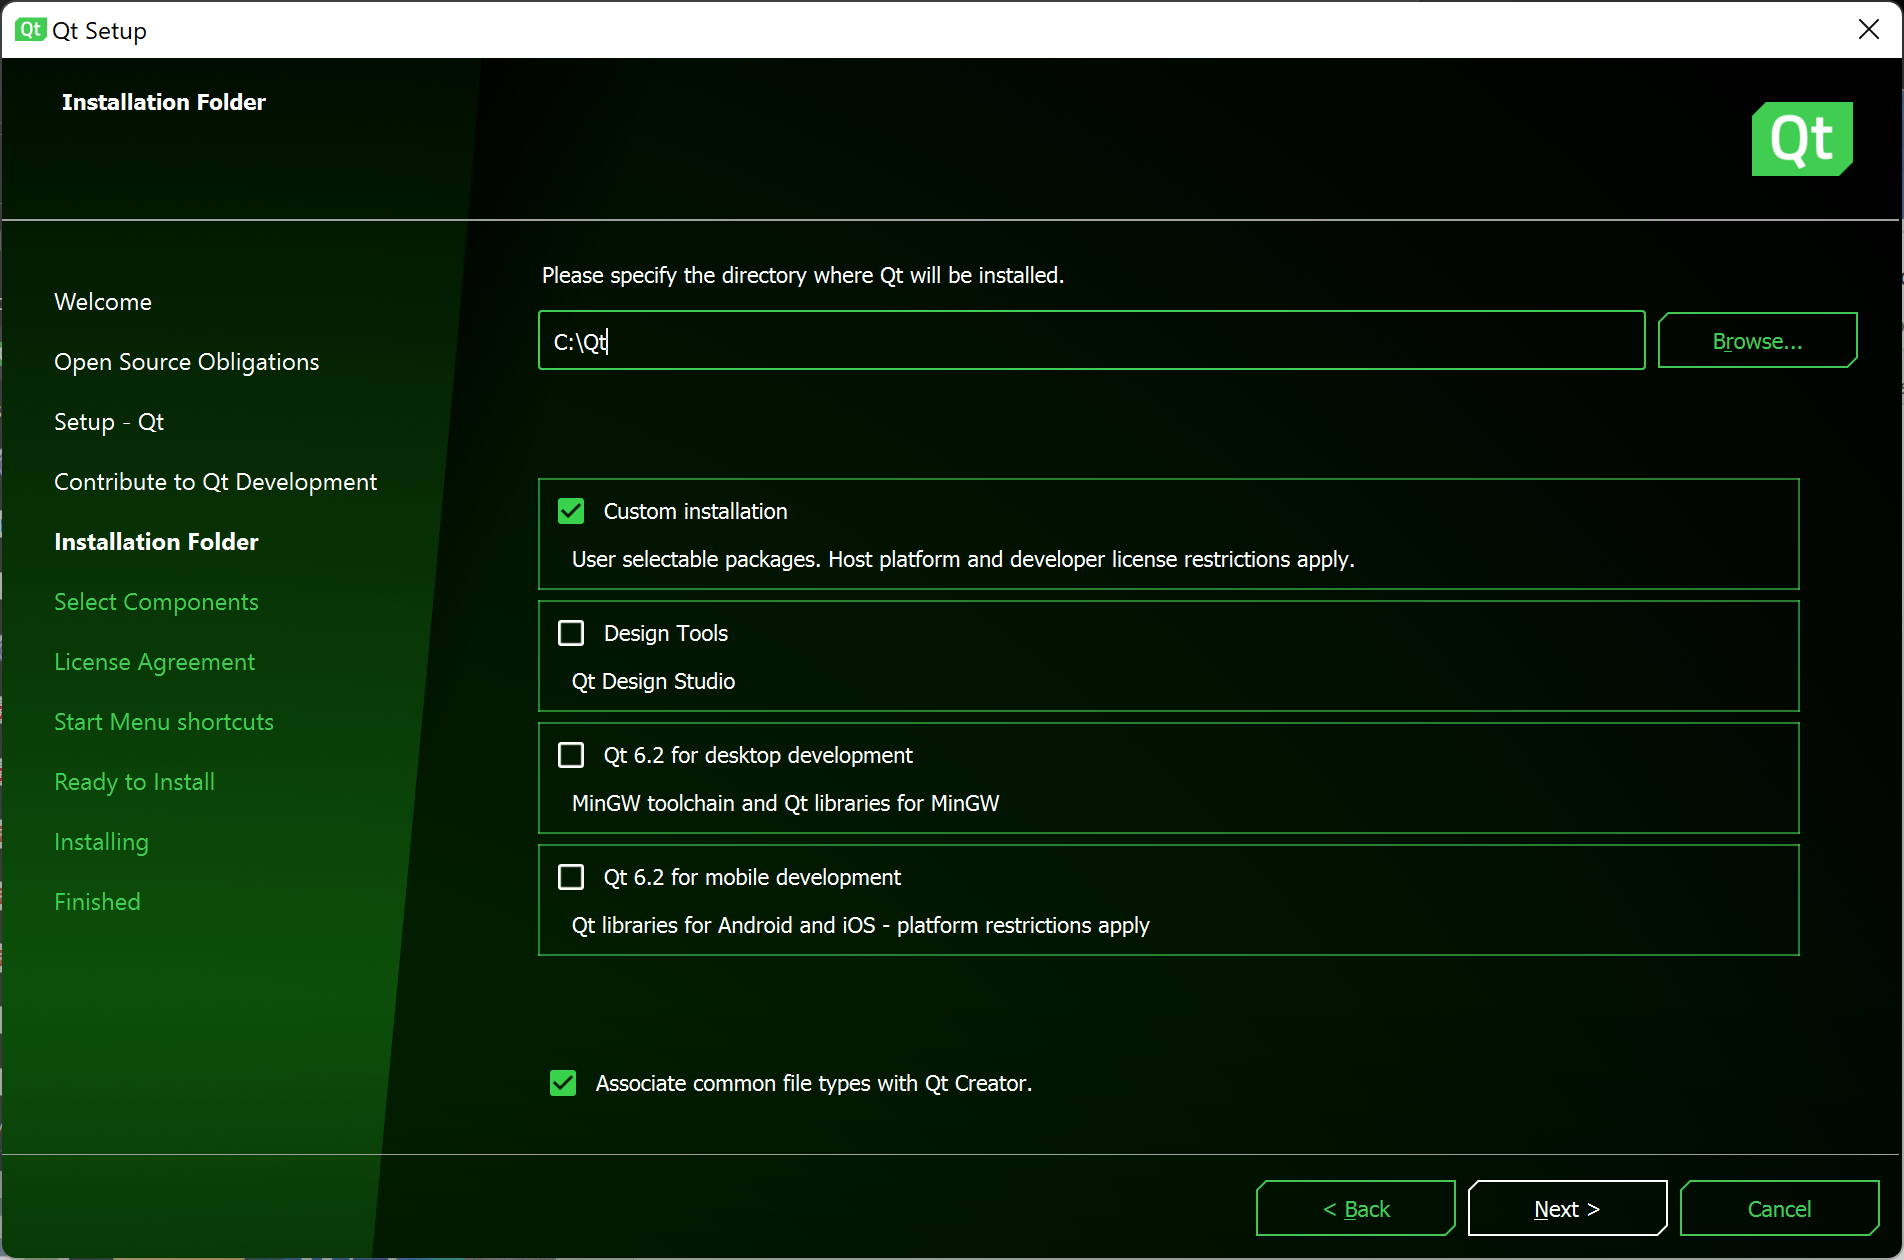 Qt Qt Setup
Installation Folder
Qt
Welcome
Open Source Obligations
Setup - Qt
Contribute to Qt Development
Installation Folder
Select Components
License Agreement
Start Menu shortcuts
Ready to Install
Installing
Finished
Please specify the directory where Qt will be installed.
C:\Qt
Browse...
Custom installation
User selectable packages. Host platform and developer license restrictions apply.
Design Tools
Qt Design Studio
Qt 6.2 for desktop development
MinGW toolchain and Qt libraries for MinGW
Qt 6.2 for mobile development
Qt libraries for Android and iOS - platform restrictions apply
Associate common file types with Qt Creator.
< Back
Next >
Cancel